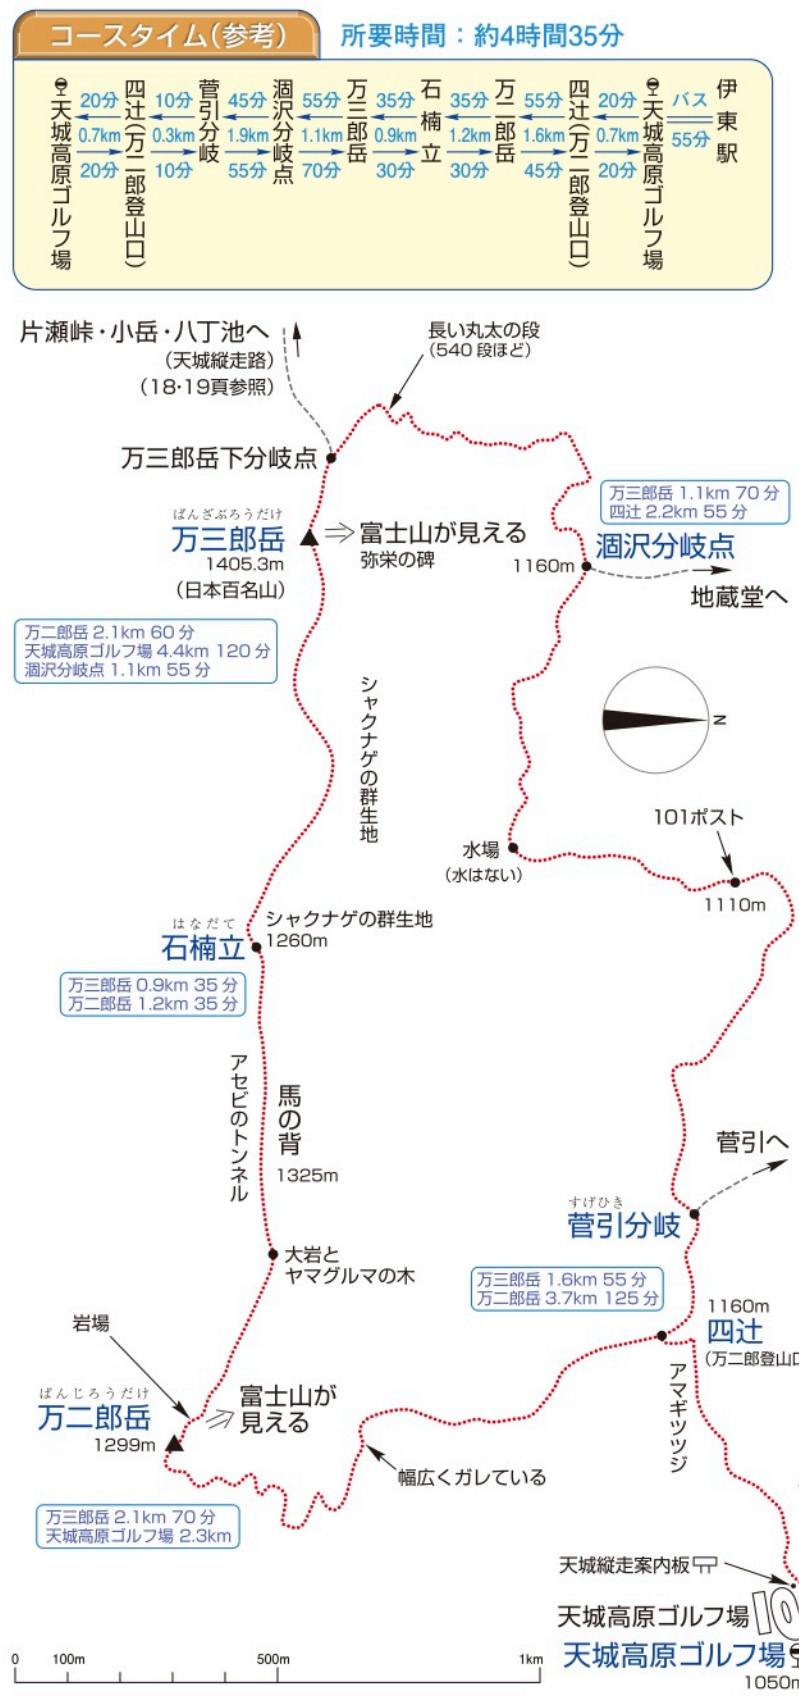 コースタイム(参考)
所要時間：約4時間35分
天城高原ゴルフ場
20分
0.7km
20分
四辻(万二郎登山口)
10分
0.3km
10分
菅引分岐
45分
1.9km
55分
涸沢分岐点
55分
1.1km
70分
万三郎岳
35分
0.9km
30分
石楠立
35分
1.2km
30分
万二郎岳
55分
1.6km
45分
四辻(万二郎登山口)
20分
0.7km
20分
天城高原ゴルフ場
バス
55分
伊東駅
片瀬峠・小岳・八丁池へ
(天城縦走路)
(18・19頁参照)
長い丸太の段
(540段ほど)
万三郎岳下分岐点
ばんざぶろうだけ
万三郎岳
1405.3m
(日本百名山)
富士山が見える
弥栄の碑
万三郎岳 1.1km 70分
四辻 2.2km 55分
涸沢分岐点
1160m
地蔵堂へ
万二郎岳 2.1km 60分
天城高原ゴルフ場 4.4km 120分
涸沢分岐点 1.1km 55分
シャクナゲの群生地
N
101ポスト
水場
(水はない)
1110m
はなだて
石楠立
シャクナゲの群生地
1260m
万三郎岳 0.9km 35分
万二郎岳 1.2km 35分
アセビのトンネル
馬の背
1325m
菅引へ
すげひき
菅引分岐
大岩と
ヤマグルマの木
万三郎岳 1.6km 55分
万二郎岳 3.7km 125分
1160m
四辻
(万二郎登山口
岩場
アマギツツジ
ばんじろうだけ
万二郎岳
1299m
富士山が
見える
幅広くガレている
万三郎岳 2.1km 70分
天城高原ゴルフ場 2.3km
天城縦走案内板
天城高原ゴルフ場
10
天城高原ゴルフ場
1050m
0 100m 500m 1km